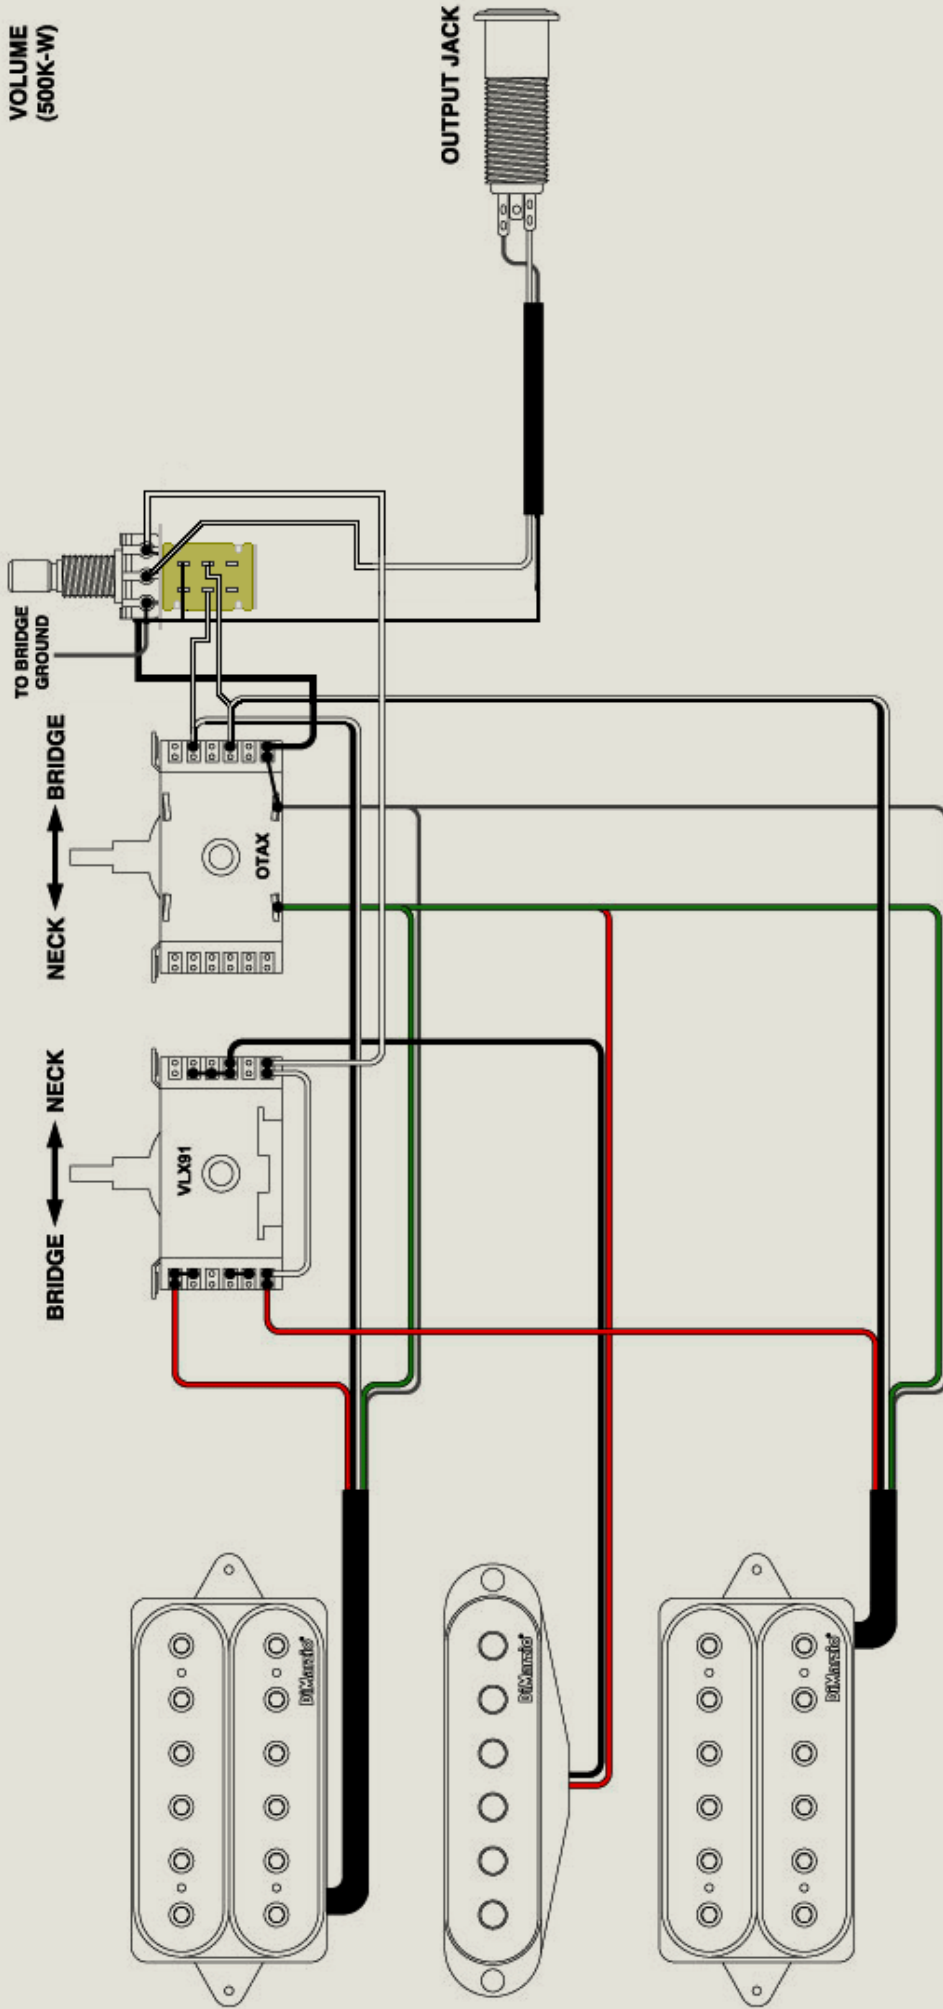 VOLUME
(500K-W)
OUTPUT JACK
TO BRIDGE
GROUND
NECK BRIDGE
OTAX
BRIDGE NECK
VLX91
DiMarzio®
DiMarzio®
DiMarzio®